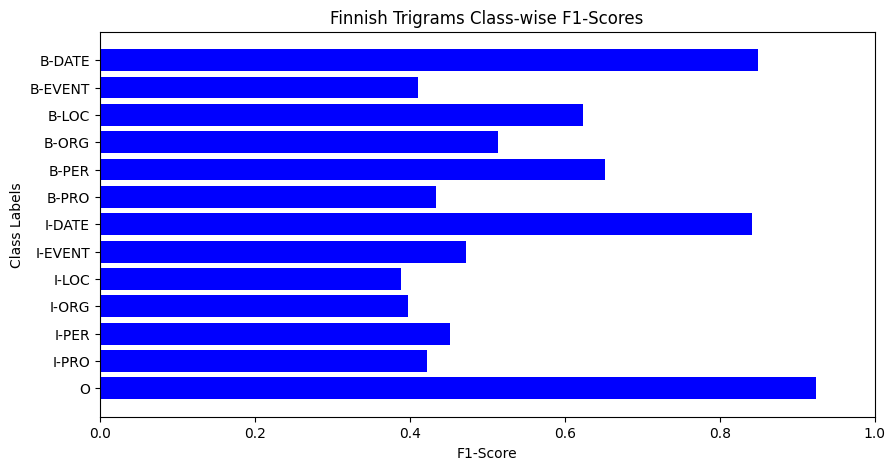 Finnish Trigrams Class-wise F1-Scores
Class Labels
B-DATE
B-EVENT
B-LOC
B-ORG
B-PER
B-PRO
I-DATE
I-EVENT
I-LOC
I-ORG
I-PER
I-PRO
O
0.0 0.2 0.4 0.6 0.8 1.0
F1-Score